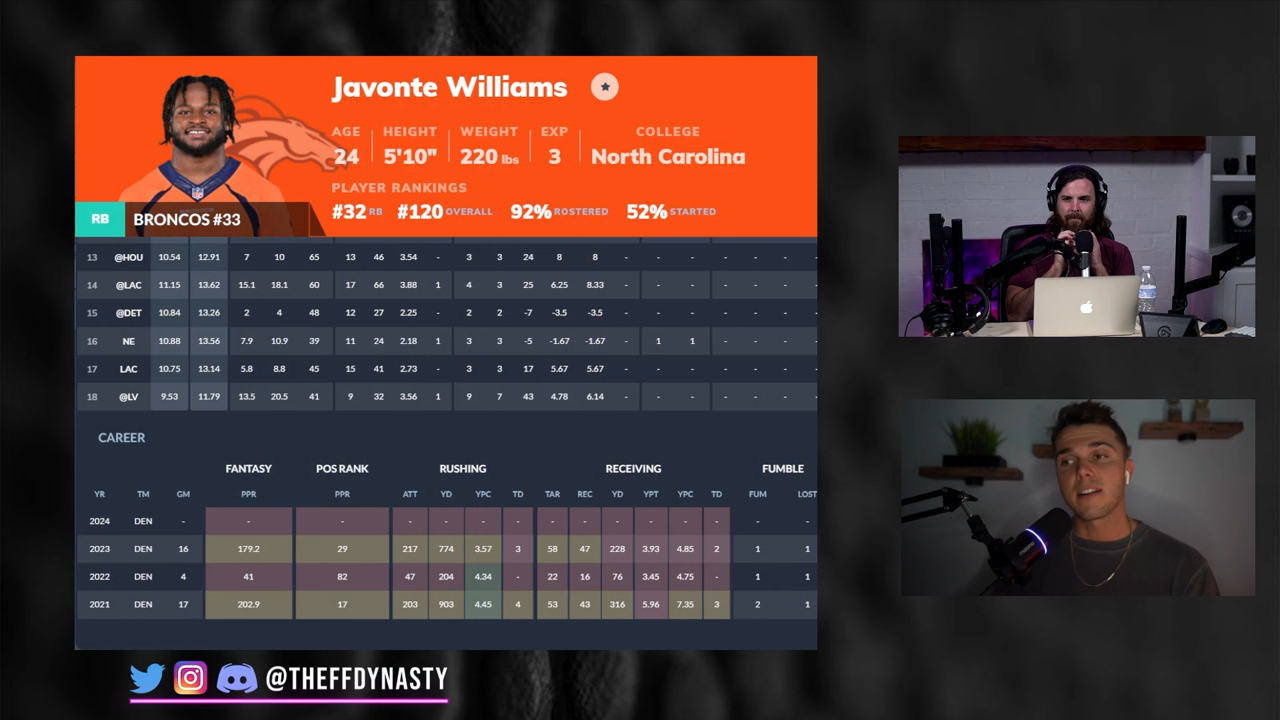 Javonte Williams
AGE HEIGHT WEIGHT EXP COLLEGE
24 5'10" 220 lbs 3 North Carolina
PLAYER RANKINGS
#32 RB #120 OVERALL 92% ROSTERED 52% STARTED
RB BRONCOS #33
13 @HOU 10.54 12.91 7 10 65 13 46 3.54 - 3 3 24 8 8 - - - - - -
14 @LAC 11.15 13.62 15.1 18.1 60 17 66 3.88 1 4 3 25 6.25 8.33 - - - - - -
15 @DET 10.84 13.26 2 4 48 12 27 2.25 - 2 2 -7 -3.5 -3.5 - - - - - -
16 NE 10.88 13.56 7.9 10.9 39 11 24 2.18 1 3 3 -5 -1.67 -1.67 - 1 1 - - -
17 LAC 10.75 13.14 5.8 8.8 45 15 41 2.73 - 3 3 17 5.67 5.67 - - - - - -
18 @LV 9.53 11.79 13.5 20.5 41 9 32 3.56 1 9 7 43 4.78 6.14 - - - - - -
CAREER
FANTASY POS RANK RUSHING RECEIVING FUMBLE
YR TM GM PPR PPR ATT YD YPC TD TAR REC YD YPT YPC TD FUM LOST
2024 DEN - - - - - - - - - - - - - - -
2023 DEN 16 179.2 29 217 774 3.57 3 58 47 228 3.93 4.85 2 1 1
2022 DEN 4 41 82 47 204 4.34 - 22 16 76 3.45 4.75 - 1 1
2021 DEN 17 202.9 17 203 903 4.45 4 53 43 316 5.96 7.35 3 2 1
@THEFFDYNASTY